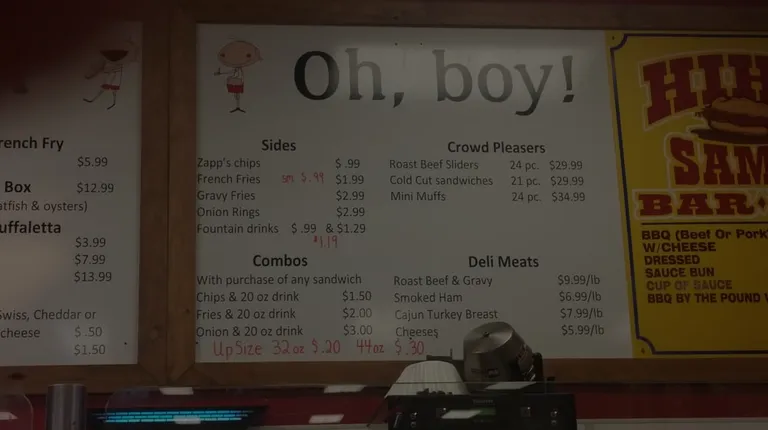 rench Fry
$5.99
Box $12.99
atfish & oysters)
uffaletta
$3.99
$7.99
$13.99
Swiss, Cheddar or
cheese $ .50
$1.50
Oh, boy!
Sides
Zapp's chips $ .99
French Fries sm $.99 $1.99
Gravy Fries $2.99
Onion Rings $2.99
Fountain drinks $ .99 & $1.29
$1.19
Combos
With purchase of any sandwich
Chips & 20 oz drink $1.50
Fries & 20 oz drink $2.00
Onion & 20 oz drink $3.00
UpSize 32oz $.20 44oz $.30
Crowd Pleasers
Roast Beef Sliders 24 pc. $29.99
Cold Cut sandwiches 21 pc. $29.99
Mini Muffs 24 pc. $34.99
Deli Meats
Roast Beef & Gravy $9.99/lb
Smoked Ham $6.99/lb
Cajun Turkey Breast $7.99/lb
Cheeses $5.99/lb
SAM
BAR
BBQ (Beef Or Pork
W/CHEESE
DRESSED
SAUCE BUN
CUP OF SAUCE
BBQ BY THE POUND